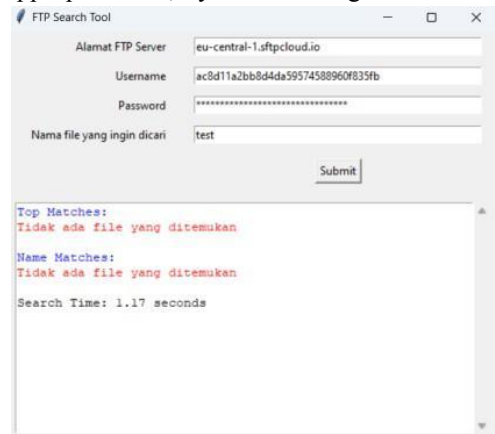 FTP Search Tool
Alamat FTP Server eu-central-1.sftpcloud.io
Username ac8d11a2bb8d4da59574588960f835fb
Password ********************************
Nama file yang ingin dicari test
Submit
Top Matches:
Tidak ada file yang ditemukan
Name Matches:
Tidak ada file yang ditemukan
Search Time: 1.17 seconds